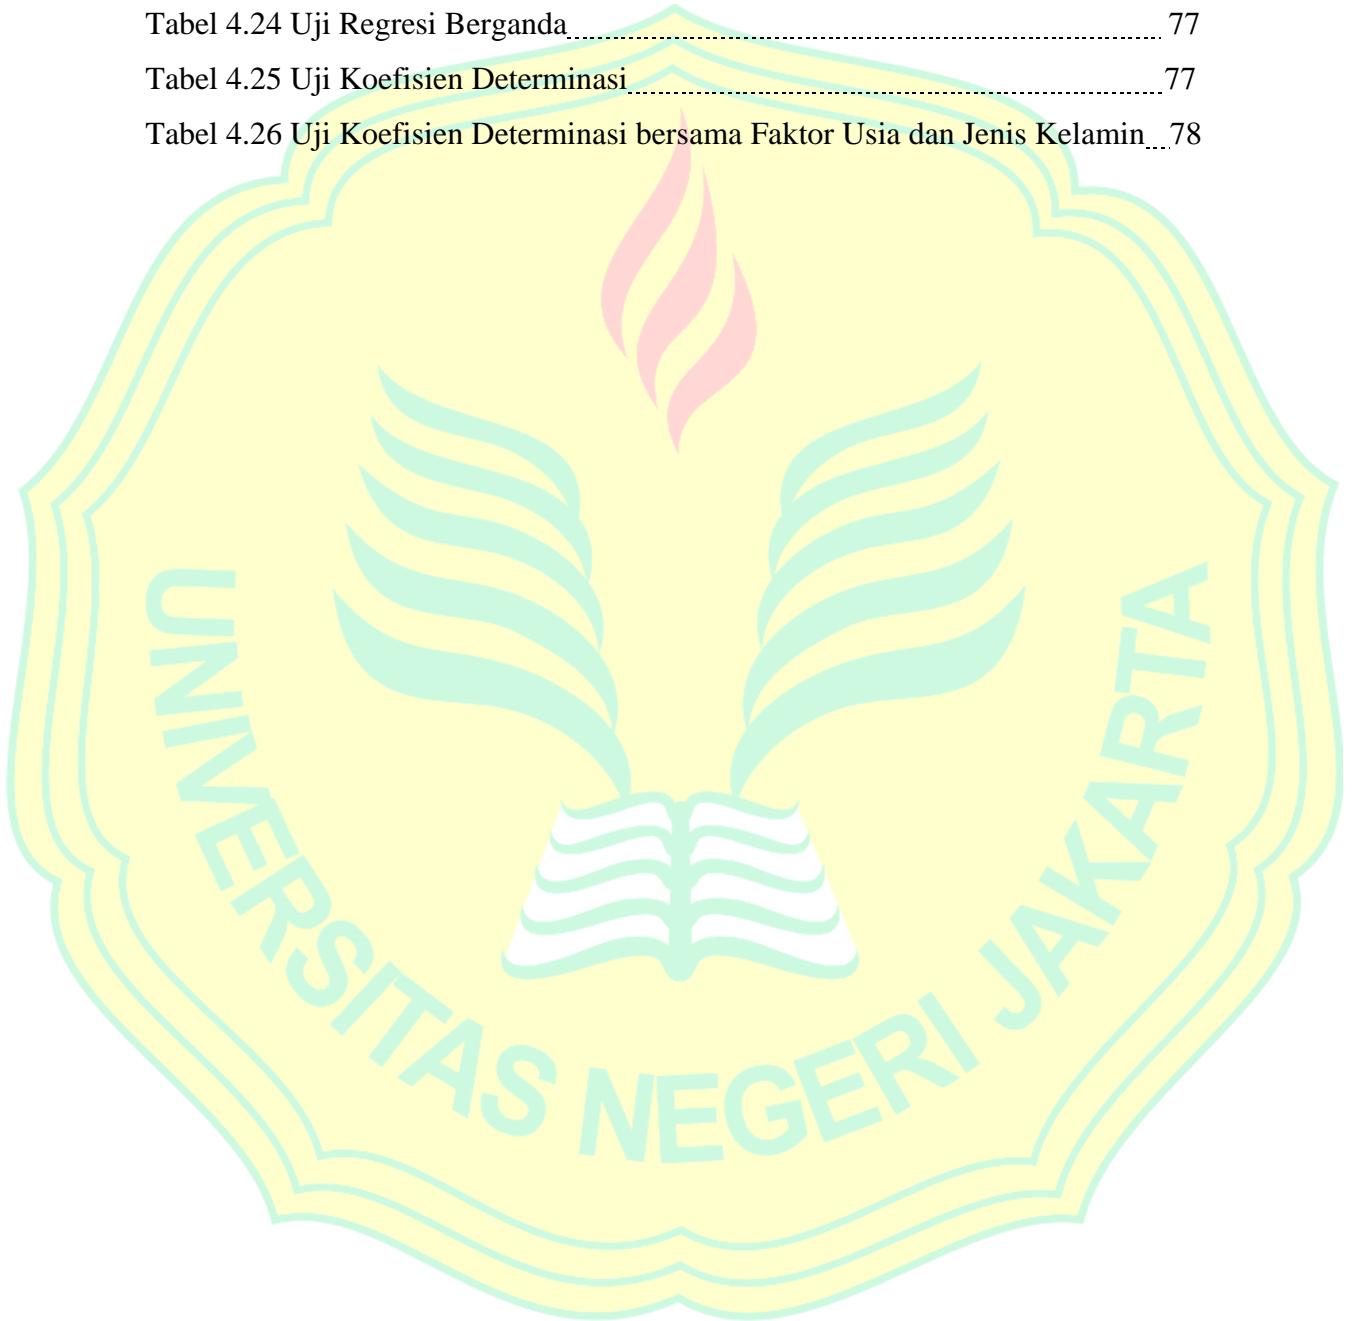 Tabel 4.24 Uji Regresi Berganda 77
Tabel 4.25 Uji Koefisien Determinasi 77
Tabel 4.26 Uji Koefisien Determinasi bersama Faktor Usia dan Jenis Kelamin 78
UNIVERSITAS NEGERI JAKARTA